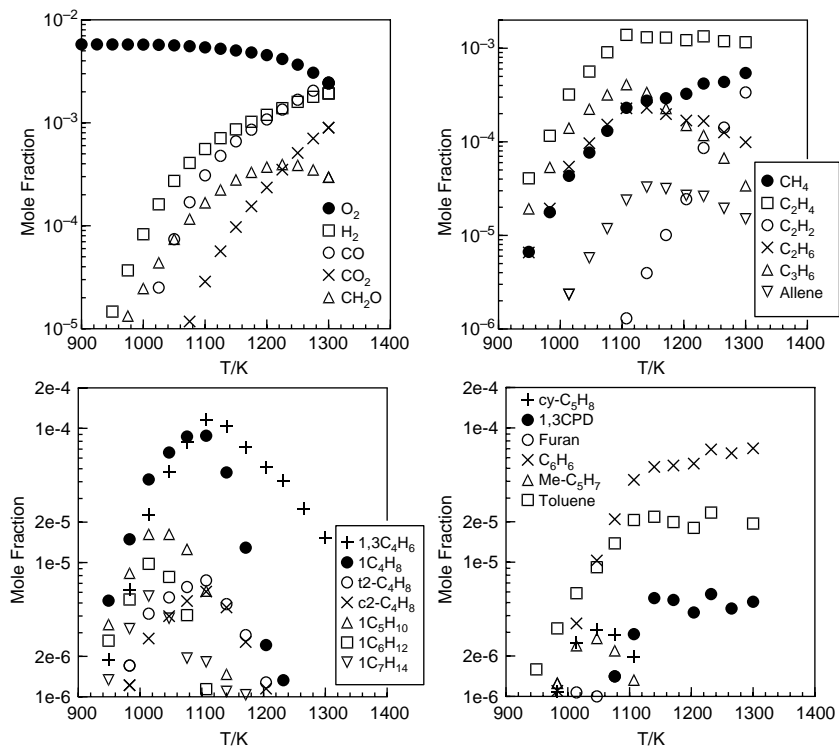 10⁻²
10⁻³
10⁻⁴
10⁻⁵
Mole Fraction
900 1000 1100 1200 1300 1400
T/K
O₂
H₂
CO
CO₂
CH₂O
10⁻³
10⁻⁴
10⁻⁵
10⁻⁶
Mole Fraction
900 1000 1100 1200 1300 1400
T/K
CH₄
C₂H₄
C₂H₂
C₂H₆
C₃H₆
Allene
2e-4
1e-4
2e-5
1e-5
2e-6
1e-6
Mole Fraction
900 1000 1100 1200 1300 1400
T/K
1,3C₄H₆
1C₄H₈
t2-C₄H₈
c2-C₄H₈
1C₅H₁₀
1C₆H₁₂
1C₇H₁₄
2e-4
1e-4
2e-5
1e-5
2e-6
1e-6
Mole Fraction
900 1000 1100 1200 1300 1400
T/K
cy-C₅H₈
1,3CPD
Furan
C₆H₆
Me-C₅H₇
Toluene